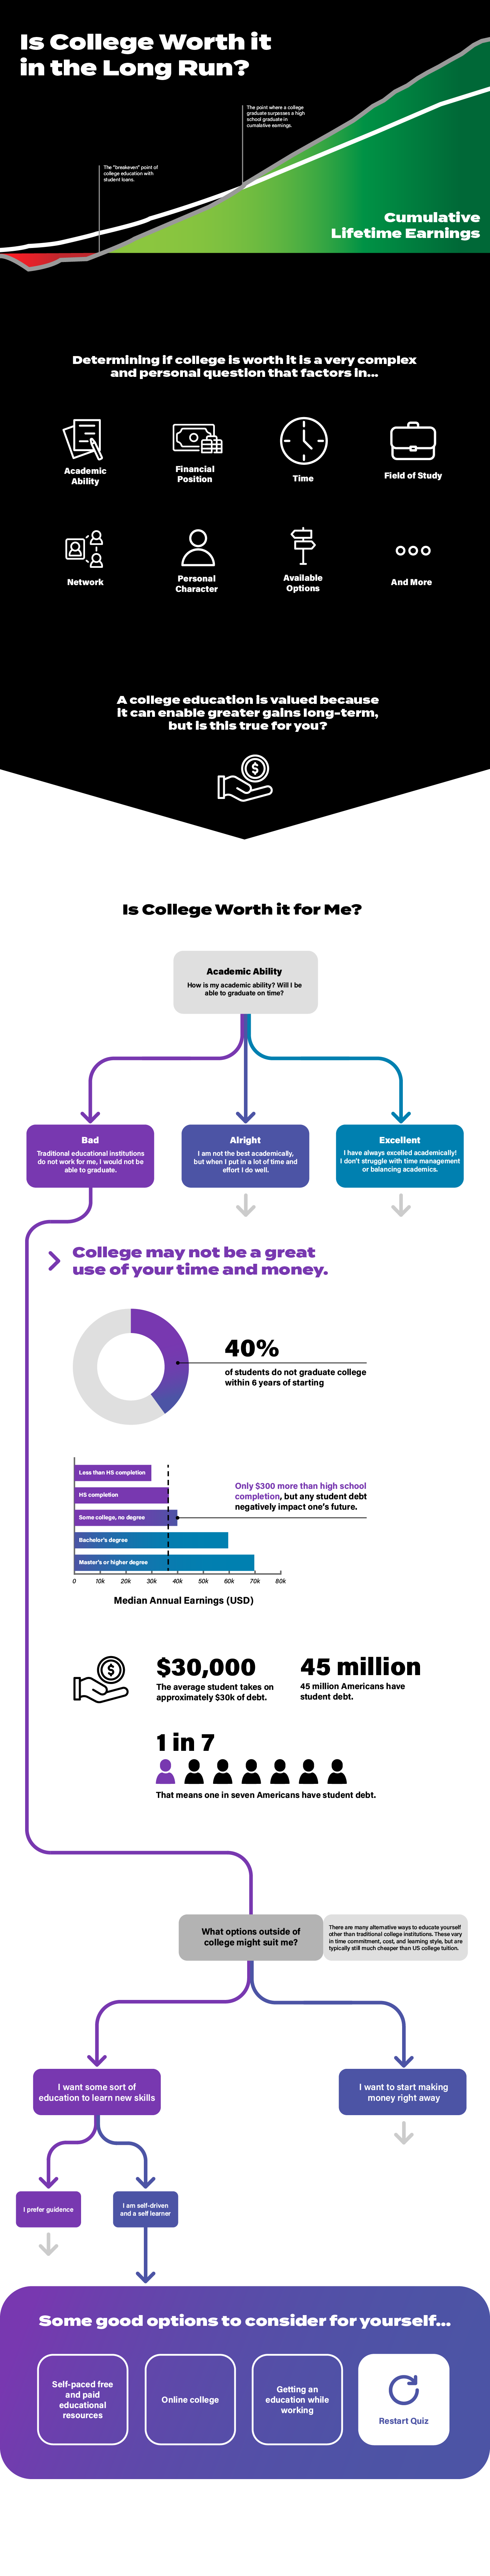 Is College Worth it
in the Long Run?
The point where a college
graduate surpasses a high
school graduate in
cumalative earnings.
The "breakeven" point of
college education with
student loans.
Cumulative
Lifetime Earnings
Determining if college is worth it is a very complex
and personal question that factors in...
Academic
Ability
Financial
Position
Time
Field of Study
Network
Personal
Character
Available
Options
And More
A college education is valued because
it can enable greater gains long-term,
but is this true for you?
Is College Worth it for Me?
Academic Ability
How is my academic ability? Will I be
able to graduate on time?
Bad
Traditional educational institutions
do not work for me, I would not be
able to graduate.
Alright
I am not the best academically,
but when I put in a lot of time and
effort I do well.
Excellent
I have always excelled academically!
I don't struggle with time management
or balancing academics.
College may not be a great
use of your time and money.
40%
of students do not graduate college
within 6 years of starting
Less than HS completion
HS completion
Some college, no degree
Bachelor's degree
Master's or higher degree
Only $300 more than high school
completion, but any student debt
negatively impact one's future.
0 10k 20k 30k 40k 50k 60k 70k 80k
Median Annual Earnings (USD)
$30,000
The average student takes on
approximately $30k of debt.
45 million
45 million Americans have
student debt.
1 in 7
That means one in seven Americans have student debt.
What options outside of
college might suit me?
There are many alternative ways to educate yourself
other than traditional college institutions. These vary
in time commitment, cost, and learning style, but are
typically still much cheaper than US college tuition.
I want some sort of
education to learn new skills
I want to start making
money right away
I prefer guidence
I am self-driven
and a self learner
Some good options to consider for yourself...
Self-paced free
and paid
educational
resources
Online college
Getting an
education while
working
Restart Quiz